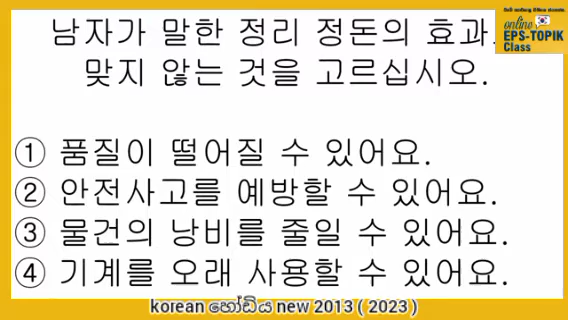 남자가 말한 정리 정돈의 효과
맞지 않는 것을 고르십시오.
① 품질이 떨어질 수 있어요.
② 안전사고를 예방할 수 있어요.
③ 물건의 낭비를 줄일 수 있어요.
④ 기계를 오래 사용할 수 있어요.
online
EPS-TOPIK
Class
korean හෝඩිය new 2013 ( 2023 )